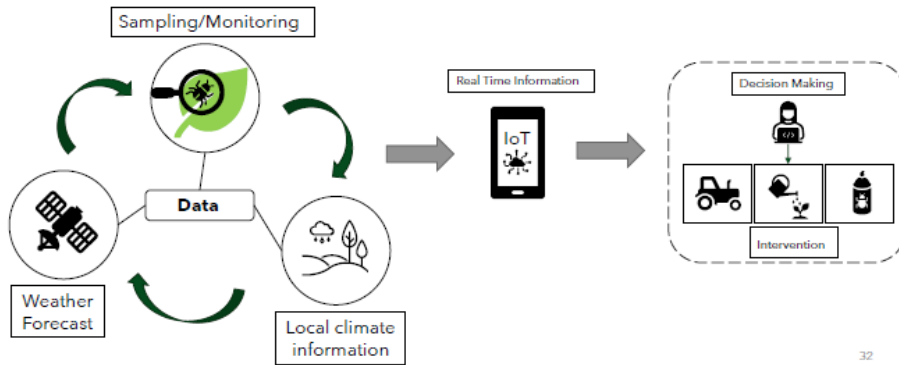 Sampling/Monitoring
Data
Weather
Forecast
Local climate
information
Real Time Information
IoT
Decision Making
</>
Intervention
32